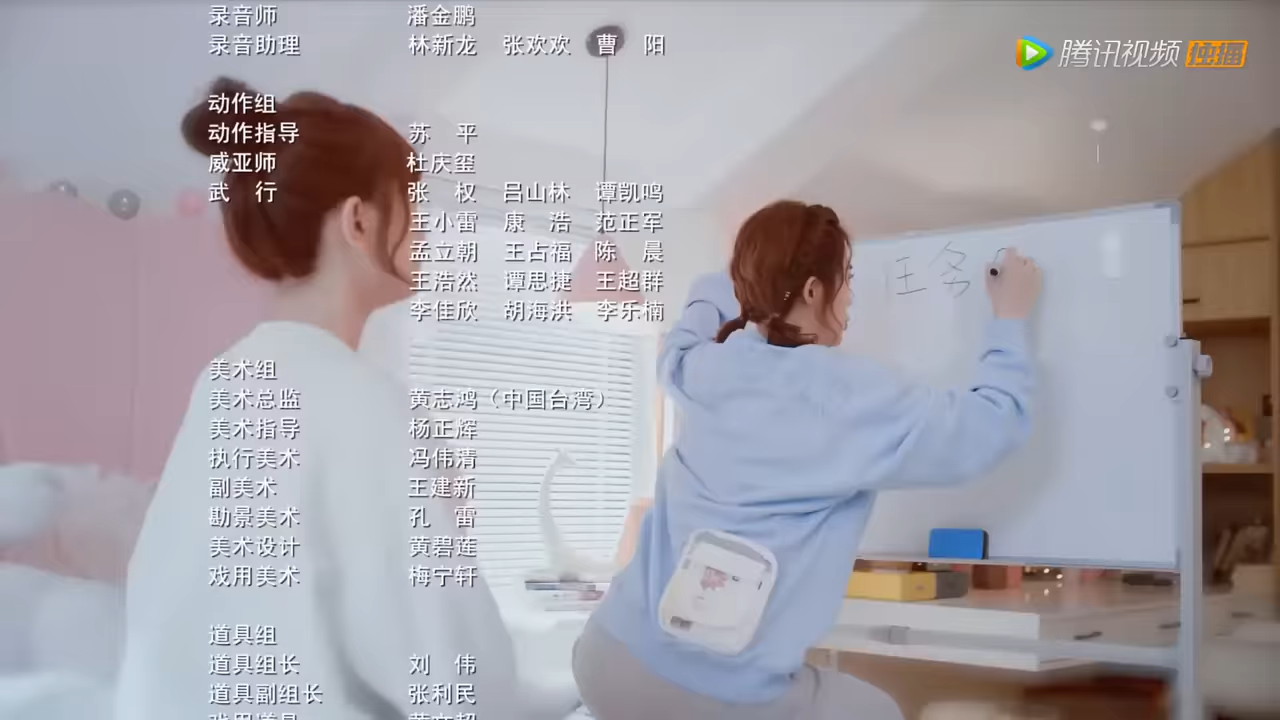 录音师 潘金鹏
录音助理 林新龙 张欢欢 曹 阳
腾讯视频 独播
动作组
动作指导 苏 平
威亚师 杜庆玺
武 行 张 权 吕山林 谭凯鸣
王小雷 康 浩 范正军
孟立朝 王占福 陈 晨
王浩然 谭思捷 王超群
李佳欣 胡海洪 李乐楠
任务
美术组
美术总监 黄志鸿（中国台湾）
美术指导 杨正辉
执行美术 冯伟清
副美术 王建新
勘景美术 孔 雷
美术设计 黄碧莲
戏用美术 梅宁轩
道具组
道具组长 刘 伟
道具副组长 张利民